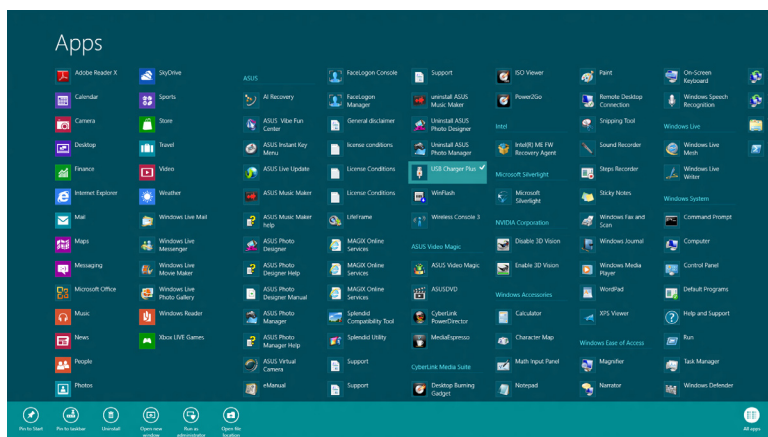 Apps
Adobe Reader X
Calendar
Camera
Desktop
Finance
Internet Explorer
Mail
Maps
Messaging
Microsoft Office
Music
News
People
Photos
SkyDrive
Sports
Store
Travel
Video
Weather
Windows Live Mail
Windows Live
Messenger
Windows Live
Movie Maker
Windows Live
Photo Gallery
Windows Reader
Xbox LIVE Games
ASUS
AI Recovery
ASUS Vibe Fun
Center
ASUS Instant Key
Menu
ASUS Live Update
ASUS Music Maker
ASUS Music Maker
help
ASUS Photo
Designer
ASUS Photo
Designer Help
ASUS Photo
Designer Manual
ASUS Photo
Manager
ASUS Photo
Manager Help
ASUS Virtual
Camera
eManual
FaceLogon Console
FaceLogon
Manager
General disclaimer
license conditions
License Conditions
License Conditions
LifeFrame
MAGIX Online
Services
MAGIX Online
Services
MAGIX Online
Services
Splendid
Compatibility Tool
Splendid Utility
Support
Support
Support
uninstall ASUS
Music Maker
Uninstall ASUS
Photo Designer
Uninstall ASUS
Photo Manager
USB Charger Plus
WinFlash
Wireless Console 3
ASUS Video Magic
ASUS Video Magic
ASUSDVD
CyberLink
PowerDirector
MediaEspresso
CyberLink Media Suite
Desktop Burning
Gadget
ISO Viewer
Power2Go
Intel
Intel(R) ME FW
Recovery Agent
Microsoft Silverlight
Microsoft
Silverlight
NVIDIA Corporation
Disable 3D Vision
Enable 3D Vision
Windows Accessories
Calculator
Character Map
Math Input Panel
Notepad
Paint
Remote Desktop
Connection
Snipping Tool
Sound Recorder
Steps Recorder
Sticky Notes
Windows Fax and
Scan
Windows Journal
Windows Media
Player
WordPad
XPS Viewer
Windows Ease of Access
Magnifier
Narrator
On-Screen
Keyboard
Windows Speech
Recognition
Windows Live
Windows Live
Mesh
Windows Live
Writer
Windows System
Command Prompt
Computer
Control Panel
Default Programs
Help and Support
Run
Task Manager
Windows Defender
Pin to Start
Pin to taskbar
Uninstall
Open new
window
Run as
administrator
Open file
location
All apps